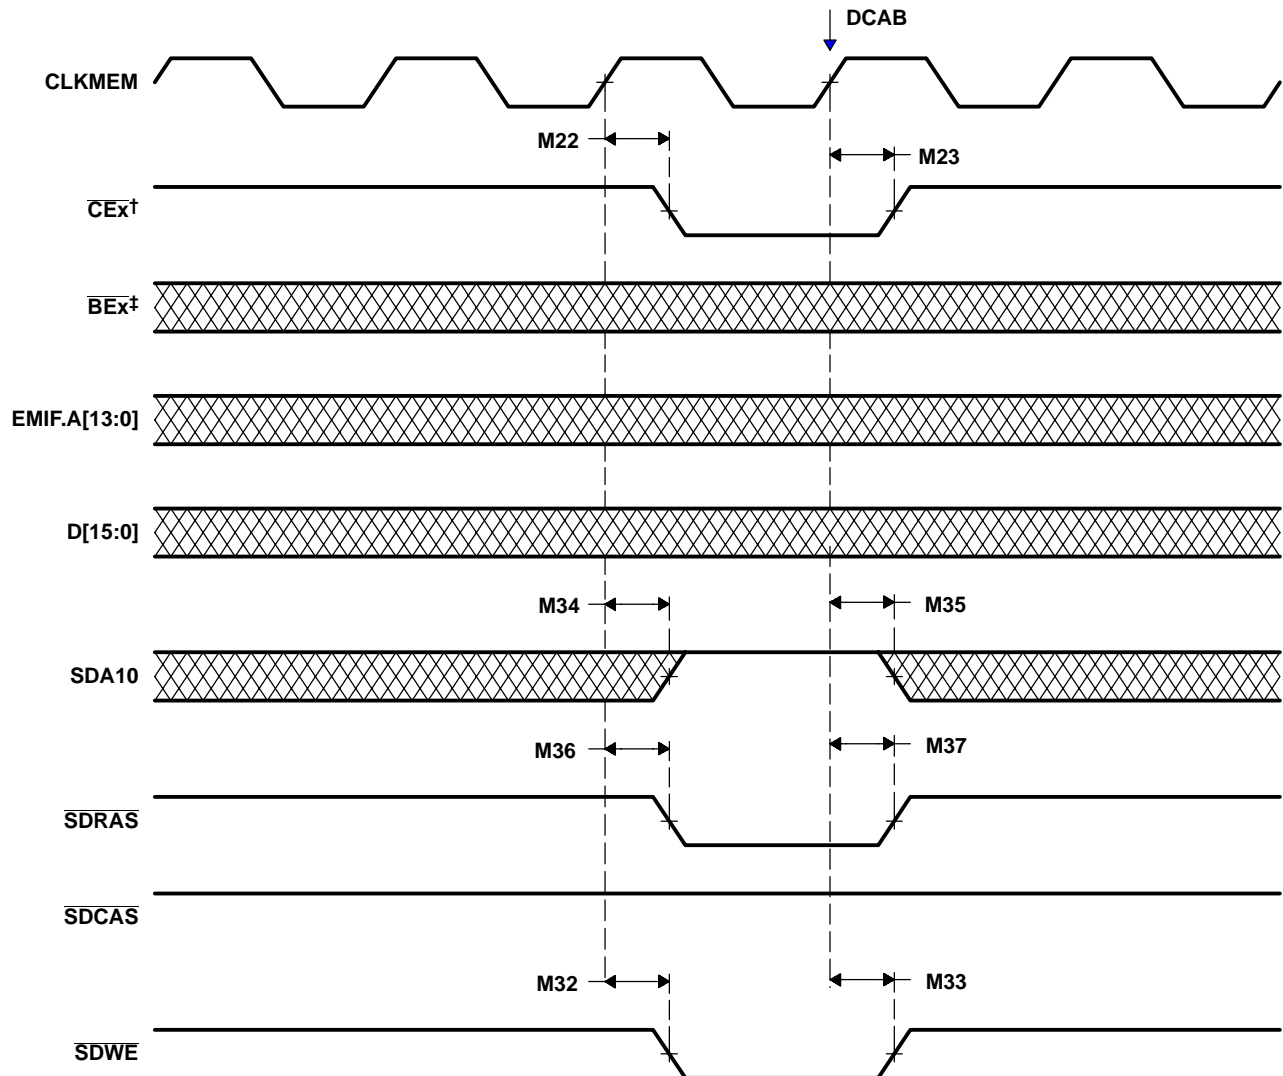 DCAB
CLKMEM
M22
M23
CEx†
BEx‡
EMIF.A[13:0]
D[15:0]
M34
M35
SDA10
M36
M37
SDRAS
SDCAS
M32
M33
SDWE